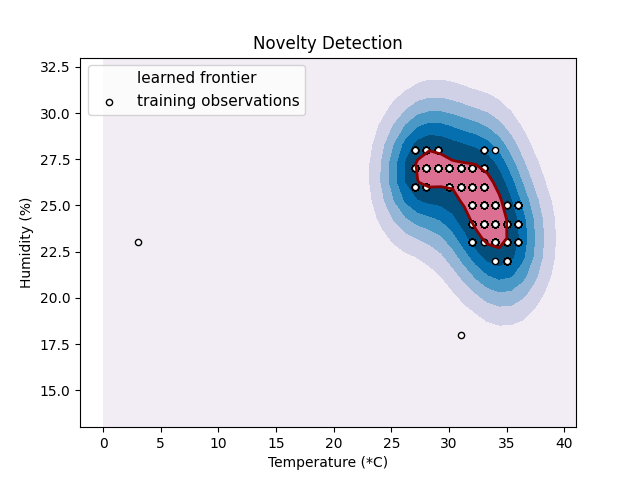 Novelty Detection
learned frontier
training observations
32.5
30.0
27.5
25.0
22.5
20.0
17.5
15.0
Humidity (%)
0 5 10 15 20 25 30 35 40
Temperature (*C)